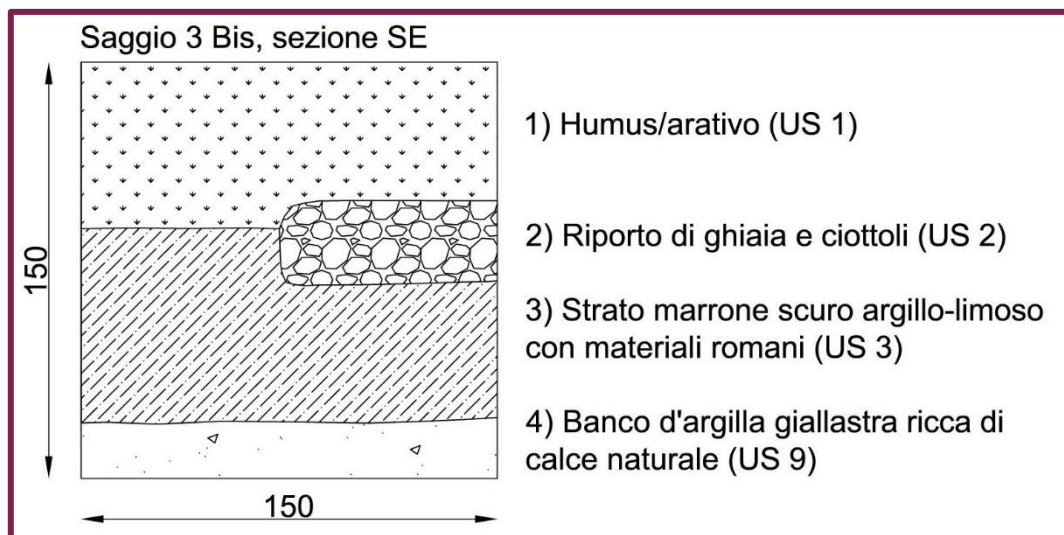 Saggio 3 Bis, sezione SE
1) Humus/arativo (US 1)
2) Riporto di ghiaia e ciottoli (US 2)
150
3) Strato marrone scuro argillo-limoso
con materiali romani (US 3)
4) Banco d'argilla giallastra ricca di
calce naturale (US 9)
150